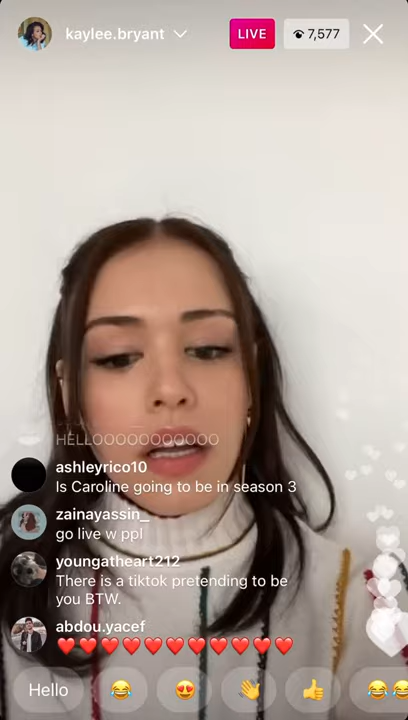 kaylee.bryant
LIVE
7,577
HELLOOOOOOOOOOO
ashleyrico10
Is Caroline going to be in season 3
zainayassin_
go live w ppl
youngatheart212
There is a tiktok pretending to be
you BTW.
abdou.yacef
Hello